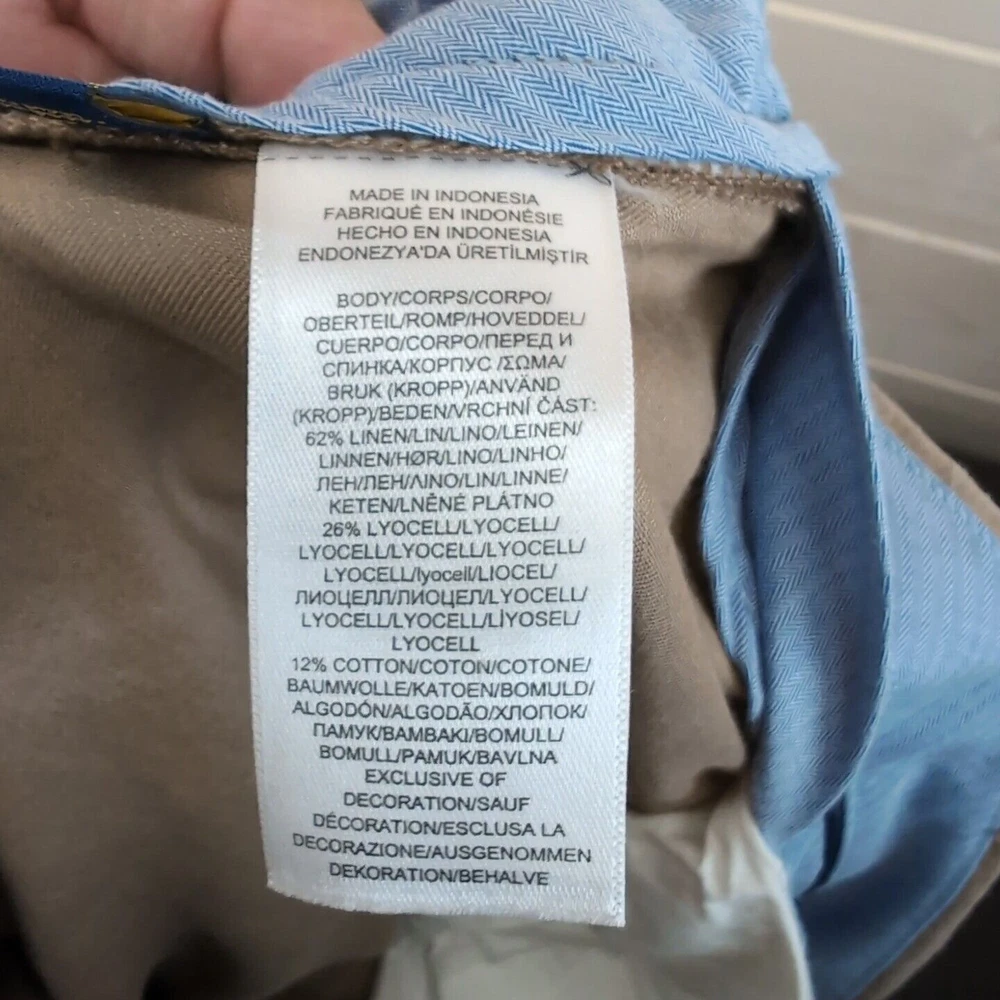 MADE IN INDONESIA
FABRIQUÉ EN INDONÉSIE
HECHO EN INDONESIA
ENDONEZYA'DA ÜRETİLMİŞTİR
BODY/CORPS/CORPO/
OBERTEIL/ROMP/HOVEDDEL/
CUERPO/CORPO/ПЕРЕД И
СПИНКА/КОРПУС /ΣΩΜΑ/
BRUK (KROPP)/ANVÄND
(KROPP)/BEDEN/VRCHNÍ ČÁST:
62% LINEN/LIN/LINO/LEINEN/
LINNEN/HØR/LINO/LINHO/
ЛЕН/ЛЕН/ΛΙΝΟ/LIN/LINNE/
KETEN/LNĚNÉ PLÁTNO
26% LYOCELL/LYOCELL/
LYOCELL/LYOCELL/LYOCELL/
LYOCELL/lyocell/LIOCEL/
ЛИОЦЕЛЛ/ЛИОЦЕЛ/LYOCELL/
LYOCELL/LYOCELL/LİYOSEL/
LYOCELL
12% COTTON/COTON/COTONE/
BAUMWOLLE/KATOEN/BOMULD/
ALGODÓN/ALGODÃO/ХЛОПОК/
ПАМУК/ΒΑΜΒΑΚΙ/BOMULL/
BOMULL/PAMUK/BAVLNA
EXCLUSIVE OF
DECORATION/SAUF
DÉCORATION/ESCLUSA LA
DECORAZIONE/AUSGENOMMEN
DEKORATION/BEHALVE